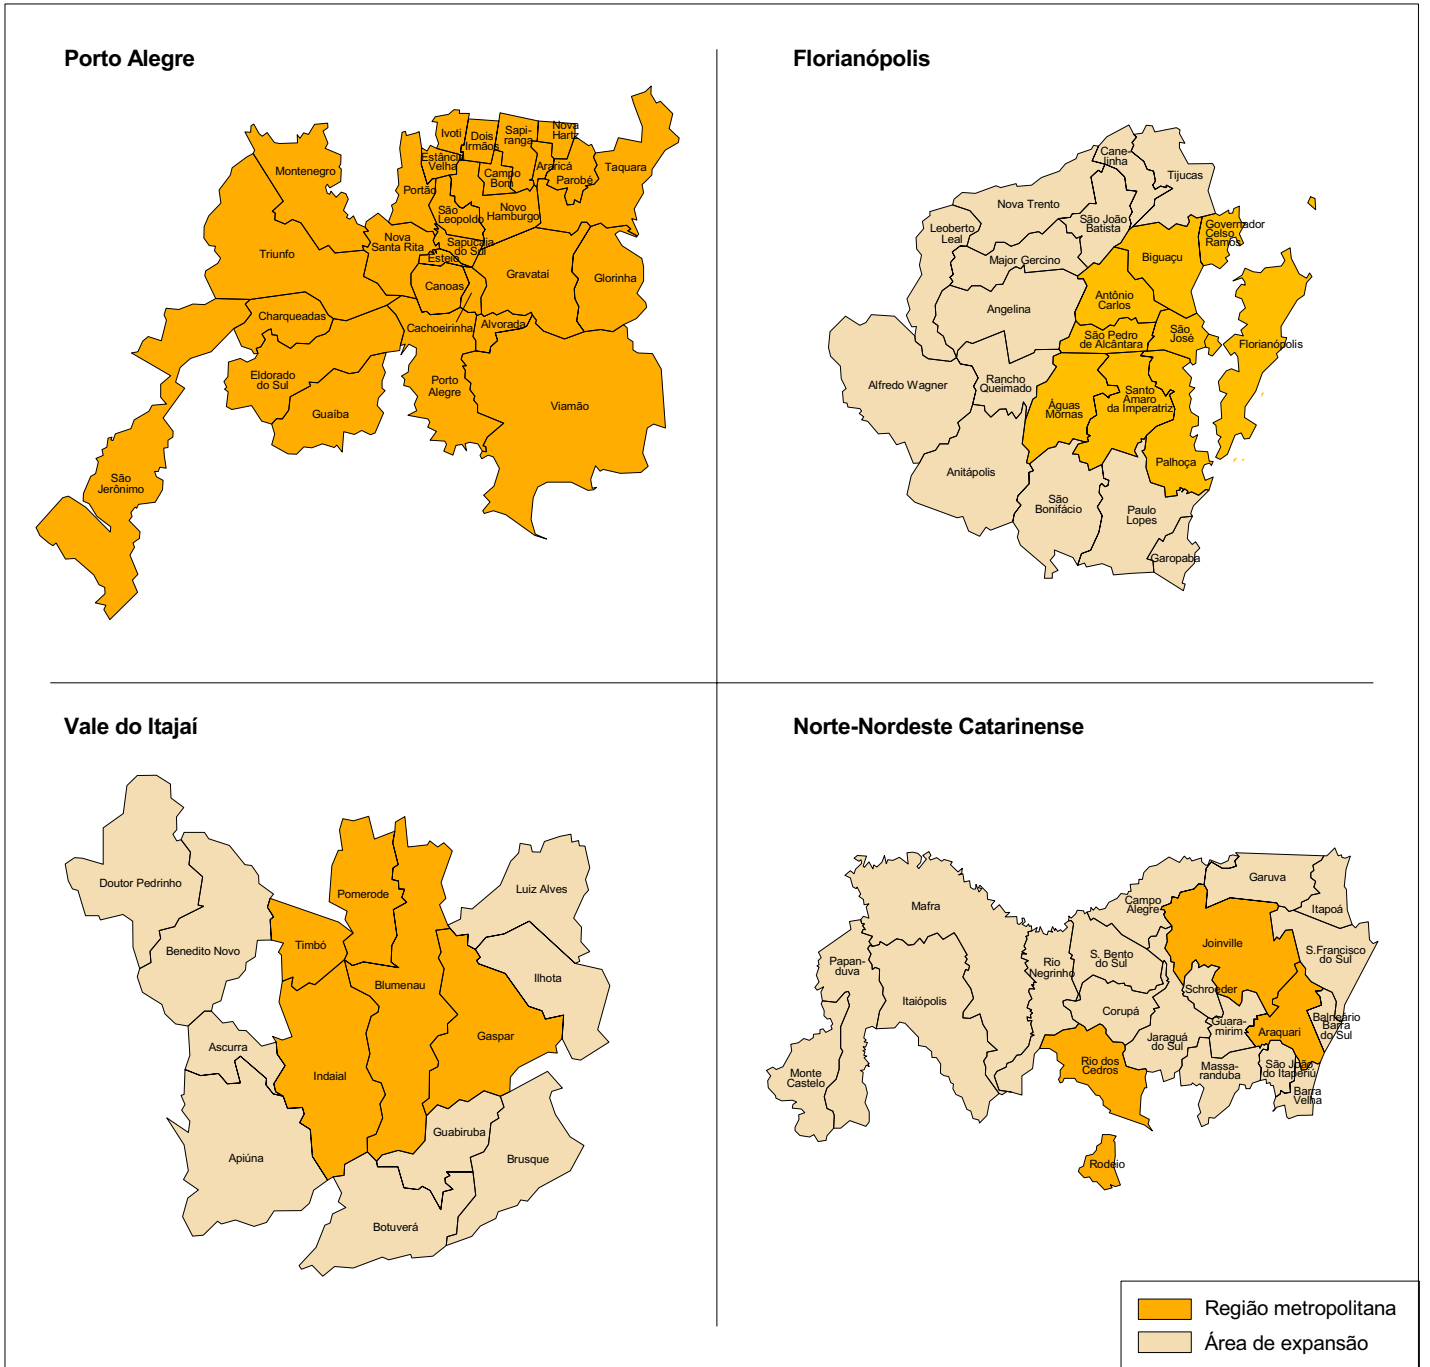 Porto Alegre
Ivoti
Dois
Irmãos
Sapi-
ranga
Nova
Hartz
Montenegro
Estância
Velha
Campo
Bom
Araricá
Parobé
Taquara
Portão
São
Leopoldo
Novo
Hamburgo
Nova
Santa Rita
Sapucaia
do Sul
Esteio
Triunfo
Canoas
Gravataí
Glorinha
Charqueadas
Cachoeirinha
Alvorada
Eldorado
do Sul
Guaíba
Porto
Alegre
Viamão
São
Jerônimo
Florianópolis
Cane-
linha
Tijucas
Nova Trento
São João
Batista
Governador
Celso
Ramos
Leoberto
Leal
Major Gercino
Biguaçu
Angelina
Antônio
Carlos
São Pedro
de Alcântara
São
José
Florianópolis
Alfredo Wagner
Rancho
Queimado
Águas
Mornas
Santo
Amaro
da Imperatriz
Anitápolis
Palhoça
São
Bonifácio
Paulo
Lopes
Garopaba
Vale do Itajaí
Doutor Pedrinho
Pomerode
Luiz Alves
Benedito Novo
Timbó
Blumenau
Ilhota
Ascurra
Gaspar
Indaial
Apiúna
Guabiruba
Brusque
Botuverá
Norte-Nordeste Catarinense
Garuva
Mafra
Campo
Alegre
Itapoá
Joinville
S.Francisco
do Sul
Papan-
duva
Rio
Negrinho
S. Bento
do Sul
Itaiópolis
Schroeder
Corupá
Guara-
mirim
Balneário
Barra
do Sul
Jaraguá
do Sul
Araquari
Monte
Castelo
Rio dos
Cedros
Massa-
randuba
São João
do Itaperiú
Barra
Velha
Rodeio
Região metropolitana
Área de expansão